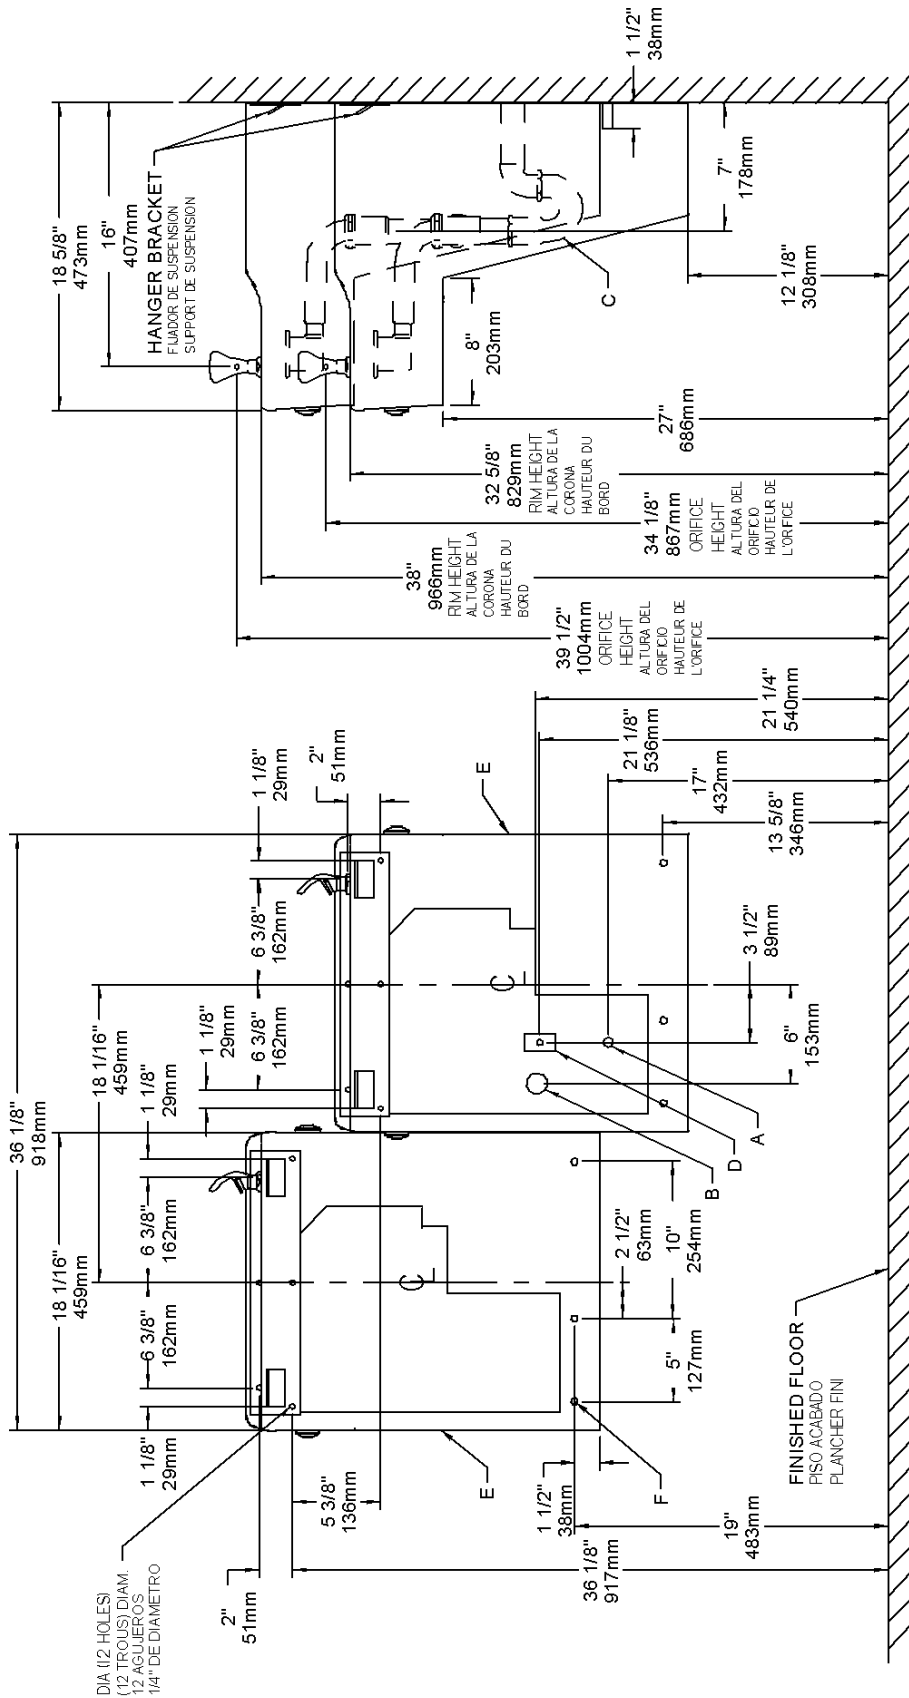 36 1/8"
918mm
18 1/16"
459mm
18 5/8"
473mm
16"
407mm
HANGER BRACKET
FIJADOR DE SUSPENSION
SUPPORT DE SUSPENSION
18 1/16"
459mm
DIA (12 HOLES)
(12 TROUS) DIAM.
12 AGUJEROS
1/4" DE DIAMETRO
1 1/8"
29mm
6 3/8"
162mm
6 3/8"
162mm
1 1/8"
29mm
1 1/8"
29mm
6 3/8"
162mm
6 3/8"
162mm
1 1/8"
29mm
2"
51mm
2"
51mm
5 3/8"
136mm
39 1/2"
1004mm
ORIFICE
HEIGHT
ALTURA DEL
ORIFICIO
HAUTEUR DE
L'ORIFICE
38"
966mm
RIM HEIGHT
ALTURA DE LA
CORONA
HAUTEUR DU
BORD
34 1/8"
867mm
ORIFICE
HEIGHT
ALTURA DEL
ORIFICIO
HAUTEUR DE
L'ORIFICE
32 5/8"
829mm
RIM HEIGHT
ALTURA DE LA
CORONA
HAUTEUR DU
BORD
8"
203mm
27"
686mm
C
1 1/2"
38mm
7"
178mm
12 1/8"
308mm
E
E
CL
CL
1 1/2"
38mm
F
36 1/8"
917mm
19"
483mm
5"
127mm
10"
254mm
2 1/2"
63mm
B
D
A
6"
153mm
3 1/2"
89mm
21 1/4"
540mm
21 1/8"
536mm
17"
432mm
13 5/8"
346mm
FINISHED FLOOR
PISO ACABADO
PLANCHER FINI